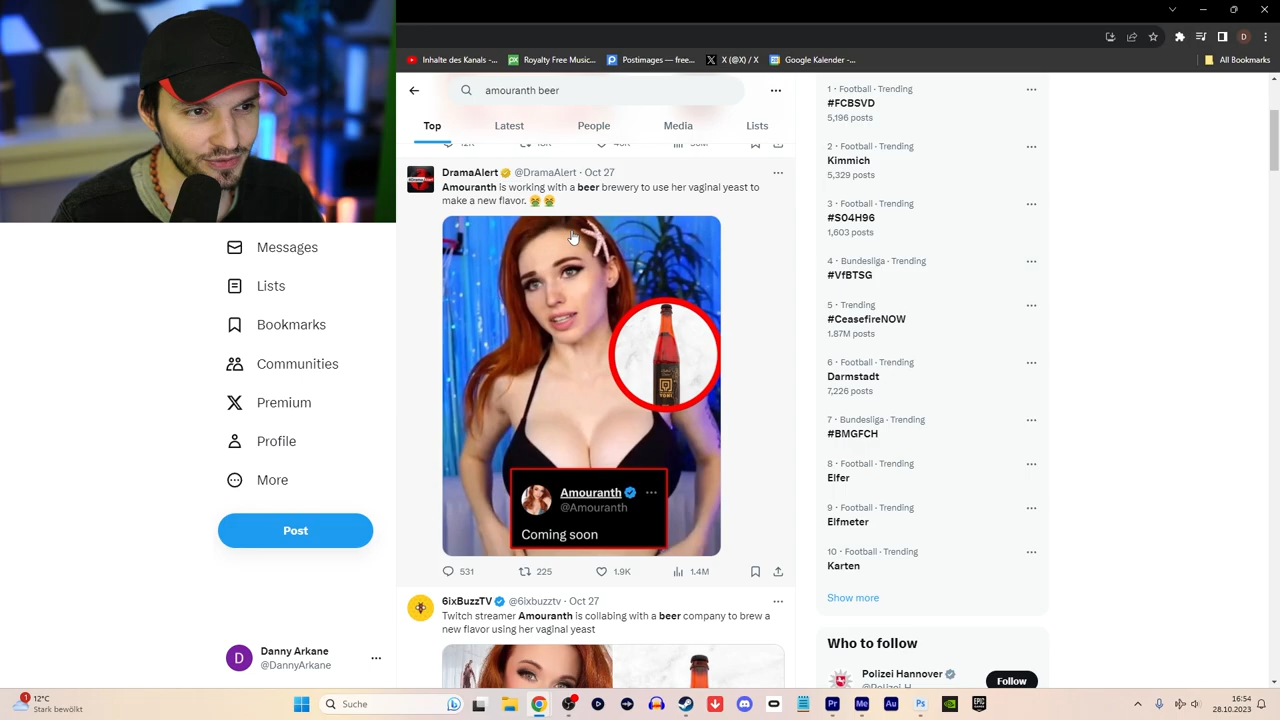 Inhalte des Kanals -...
Royalty Free Music...
Postimages — free...
X (@X) / X
Google Kalender -...
All Bookmarks
D
amouranth beer
Top
Latest
People
Media
Lists
DramaAlert @DramaAlert · Oct 27
Amouranth is working with a beer brewery to use her vaginal yeast to
make a new flavor. 🤮🤮
YONI
Amouranth
@Amouranth
Coming soon
531
225
1.9K
1.4M
6ixBuzzTV @6ixbuzztv · Oct 27
Twitch streamer Amouranth is collabing with a beer company to brew a
new flavor using her vaginal yeast
Messages
Lists
Bookmarks
Communities
Premium
Profile
More
Post
D
Danny Arkane
@DannyArkane
1 · Football · Trending
#FCBSVD
5,196 posts
2 · Football · Trending
Kimmich
5,329 posts
3 · Football · Trending
#S04H96
1,603 posts
4 · Bundesliga · Trending
#VfBTSG
5 · Trending
#CeasefireNOW
1.87M posts
6 · Football · Trending
Darmstadt
7,226 posts
7 · Bundesliga · Trending
#BMGFCH
8 · Football · Trending
Elfer
9 · Football · Trending
Elfmeter
10 · Football · Trending
Karten
Show more
Who to follow
Polizei Hannover
Follow
1
12°C
Stark bewölkt
Suche
16:54
28.10.2023